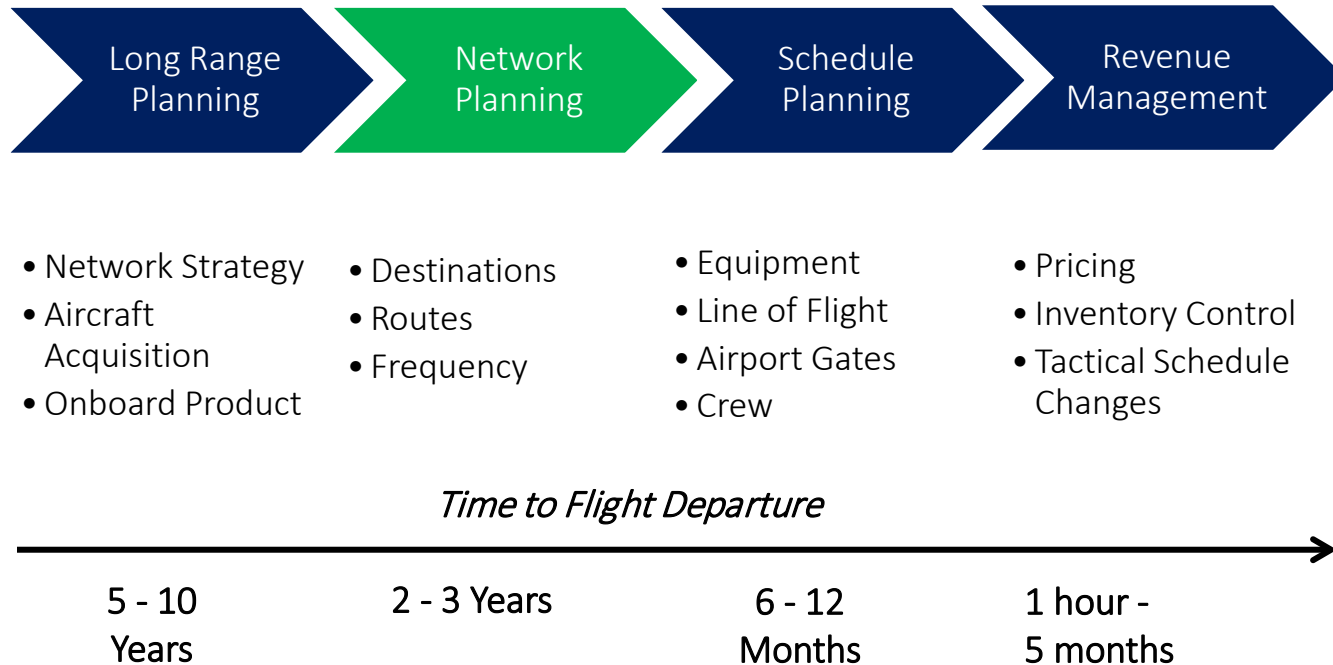 Long Range
Planning
Network
Planning
Schedule
Planning
Revenue
Management
• Network Strategy
• Aircraft
Acquisition
• Onboard Product
• Destinations
• Routes
• Frequency
• Equipment
• Line of Flight
• Airport Gates
• Crew
• Pricing
• Inventory Control
• Tactical Schedule
Changes
Time to Flight Departure
5 - 10
Years
2 - 3 Years
6 - 12
Months
1 hour -
5 months